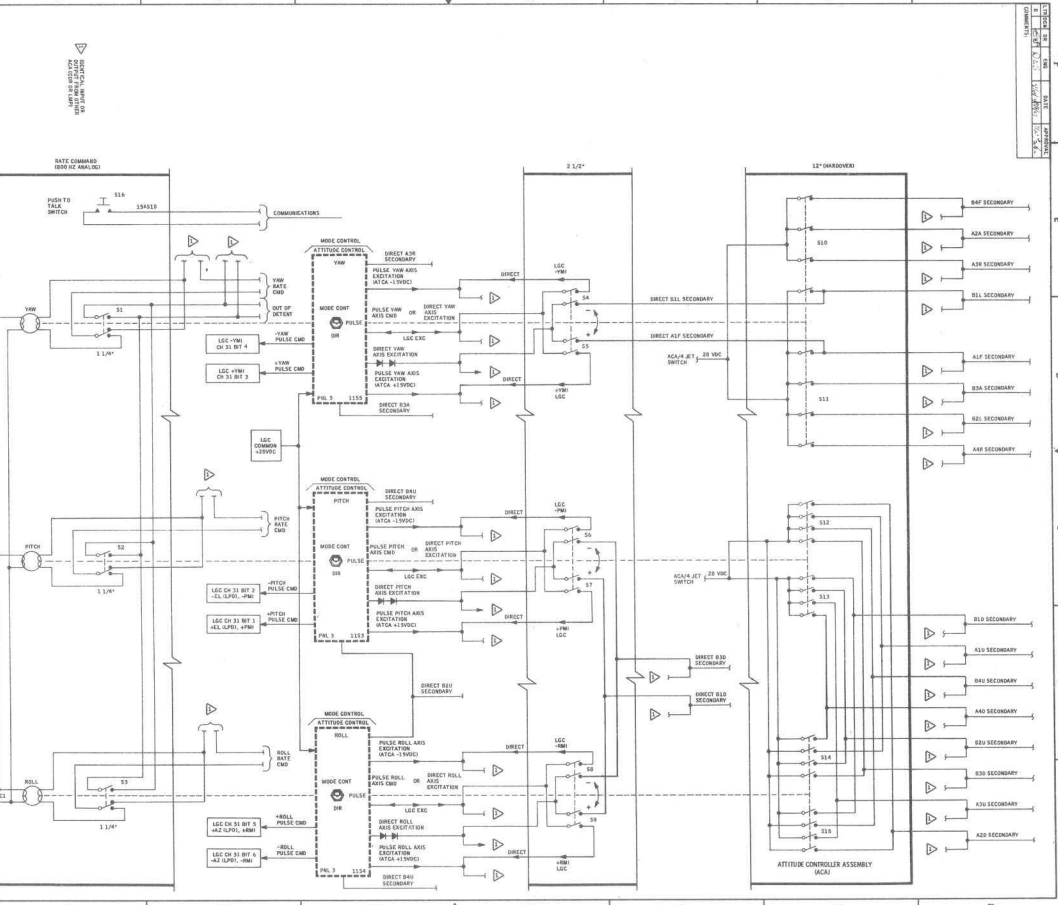 LTR DCN DR ENG DATE APPROVAL
COMMENTS:
1
IDENTICAL INPUT OR
OUTPUT FROM OTHER
ACA (CDR OR LMP)
RATE COMMAND
(800 HZ ANALOG)
2 1/2°
12° (HARDOVER)
PUSH TO
TALK
SWITCH
S16
19AS10
COMMUNICATIONS
YAW
S1
1 1/4°
YAW
RATE
CMD
OUT OF
DETENT
LGC -YMI
CH 31 BIT 4
-YAW
PULSE CMD
LGC +YMI
CH 31 BIT 3
+YAW
PULSE CMD
MODE CONTROL
ATTITUDE CONTROL
YAW
MODE CONT
PULSE
DIR
PNL 3 1155
DIRECT A3R
SECONDARY
PULSE YAW AXIS
EXCITATION
(ATCA -15VDC)
PULSE YAW
AXIS CMD
OR
DIRECT YAW
AXIS
EXCITATION
LGC EXC
DIRECT YAW
AXIS EXCITATION
PULSE YAW AXIS
EXCITATION
(ATCA +15VDC)
DIRECT B3A
SECONDARY
DIRECT
LGC
-YMI
S4
-
+
S5
DIRECT
+YMI
LGC
DIRECT B1L SECONDARY
DIRECT A1F SECONDARY
ACA/4 JET
SWITCH
28 VDC
S10
S11
B4F SECONDARY
A2A SECONDARY
A3R SECONDARY
B1L SECONDARY
A1F SECONDARY
B3A SECONDARY
B2L SECONDARY
A4R SECONDARY
LGC
COMMON
+28VDC
PITCH
S2
1 1/4°
PITCH
RATE
CMD
LGC CH 31 BIT 2
-EL (LPD), -PMI
-PITCH
PULSE CMD
LGC CH 31 BIT 1
+EL (LPD), +PMI
+PITCH
PULSE CMD
MODE CONTROL
ATTITUDE CONTROL
PITCH
MODE CONT
PULSE
DIR
PNL 3 1153
DIRECT B4U
SECONDARY
PULSE PITCH AXIS
EXCITATION
(ATCA -15VDC)
PULSE PITCH
AXIS CMD
OR
DIRECT PITCH
AXIS
EXCITATION
LGC EXC
DIRECT PITCH
AXIS EXCITATION
PULSE PITCH AXIS
EXCITATION
(ATCA +15VDC)
DIRECT B2U
SECONDARY
DIRECT
LGC
-PMI
S6
-
+
S7
DIRECT
+PMI
LGC
ACA/4 JET
SWITCH
28 VDC
S12
S13
DIRECT B3D
SECONDARY
DIRECT B1D
SECONDARY
B1D SECONDARY
A1U SECONDARY
B4U SECONDARY
A4D SECONDARY
B2U SECONDARY
B3D SECONDARY
A3U SECONDARY
A2D SECONDARY
ROLL
S3
1 1/4°
ROLL
RATE
CMD
LGC CH 31 BIT 5
+AZ (LPD), +RMI
+ROLL
PULSE CMD
LGC CH 31 BIT 6
-AZ (LPD), -RMI
-ROLL
PULSE CMD
MODE CONTROL
ATTITUDE CONTROL
ROLL
MODE CONT
PULSE
DIR
PNL 3 1154
PULSE ROLL AXIS
EXCITATION
(ATCA -15VDC)
PULSE ROLL
AXIS CMD
OR
DIRECT ROLL
AXIS
EXCITATION
LGC EXC
DIRECT ROLL
AXIS EXCITATION
PULSE ROLL AXIS
EXCITATION
(ATCA +15VDC)
DIRECT B4U
SECONDARY
DIRECT
LGC
-RMI
S8
-
+
S9
DIRECT
+RMI
LGC
S14
S15
ATTITUDE CONTROLLER ASSEMBLY
(ACA)